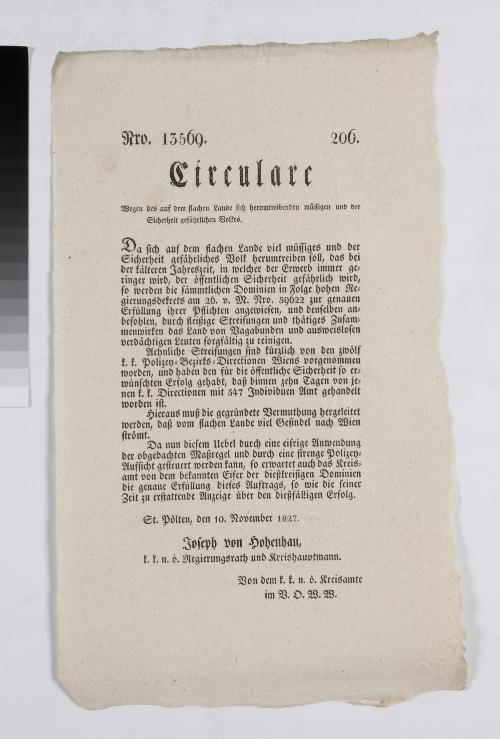 Nro. 13569. 206.
Circulare
Wegen des auf dem flachen Lande sich herumtreibenden müssigen und der
Sicherheit gefährlichen Volkes.
Da sich auf dem flachen Lande viel müssiges und der
Sicherheit gefährliches Volk herumtreiben soll, das bei
der kälteren Jahreszeit, in welcher der Erwerb immer ge-
ringer wird, der öffentlichen Sicherheit gefährlich wird,
so werden die sämmtlichen Dominien in Folge hohen Re-
gierungsdekrets am 26. v. M. Nro. 59622 zur genauen
Erfüllung ihrer Pflichten angewiesen, und denselben an-
befohlen, durch fleißige Streifungen und thätiges Zusam-
menwirken das Land von Vagabunden und ausweislosen
verdächtigen Leuten sorgfältig zu reinigen.
Aehnliche Streifungen sind kürzlich von den zwölf
k. k. Polizey-Bezirks-Directionen Wiens vorgenommen
worden, und haben den für die öffentliche Sicherheit so er-
wünschten Erfolg gehabt, daß binnen zehn Tagen von je-
nen k. k. Directionen mit 547 Individuen Amt gehandelt
worden ist.
Hieraus muß die gegründete Vermuthung hergeleitet
werden, daß vom flachen Lande viel Gesindel nach Wien
strömt.
Da nun diesem Uebel durch eine eifrige Anwendung
der obgedachten Maßregel und durch eine strenge Polizey-
Aufsicht gesteuert werden kann, so erwartet auch das Kreis-
amt von dem bekannten Eifer der dießkreisigen Dominien
die genaue Erfüllung dieses Auftrags, so wie die seiner
Zeit zu erstattende Anzeige über den dießfälligen Erfolg.
St. Pölten, den 10. November 1827.
Joseph von Hohenhau,
k. k. n. ö. Regierungsrath und Kreishauptmann.
Von dem k. k. n. ö. Kreisamte
im V. O. W. W.